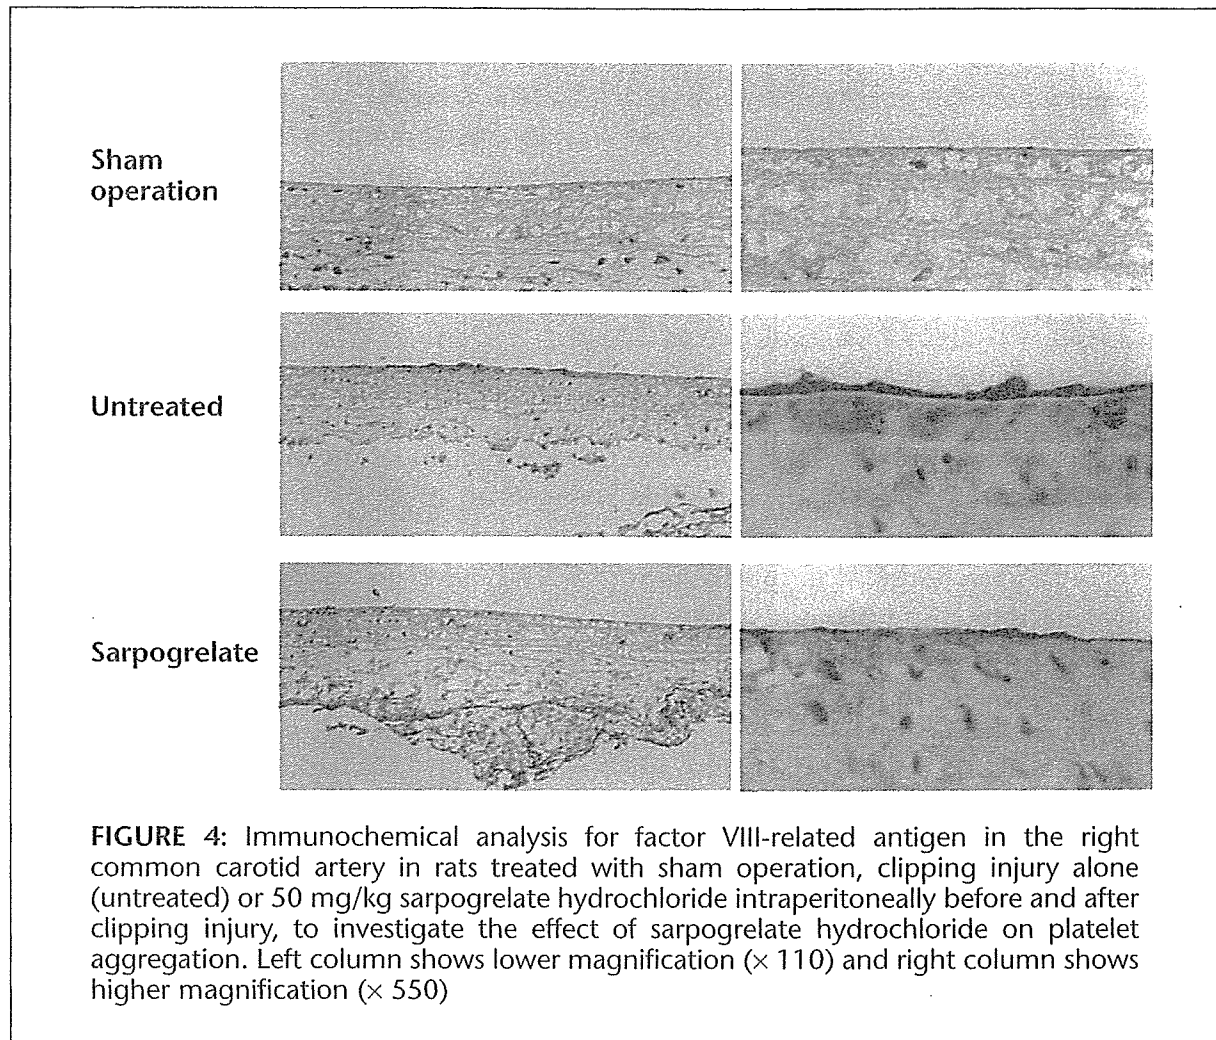 Sham
operation
Untreated
Sarpogrelate
FIGURE 4: Immunochemical analysis for factor VIII-related antigen in the right
common carotid artery in rats treated with sham operation, clipping injury alone
(untreated) or 50 mg/kg sarpogrelate hydrochloride intraperitoneally before and after
clipping injury, to investigate the effect of sarpogrelate hydrochloride on platelet
aggregation. Left column shows lower magnification (× 110) and right column shows
higher magnification (× 550)